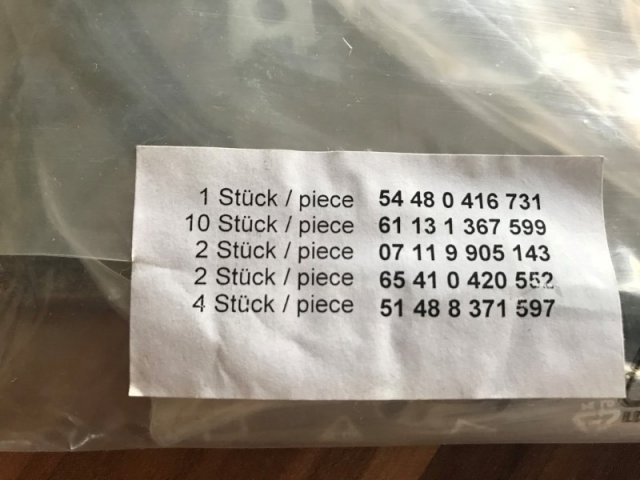 1 Stück / piece 54 48 0 416 731
10 Stück / piece 61 13 1 367 599
2 Stück / piece 07 11 9 905 143
2 Stück / piece 65 41 0 420 552
4 Stück / piece 51 48 8 371 597